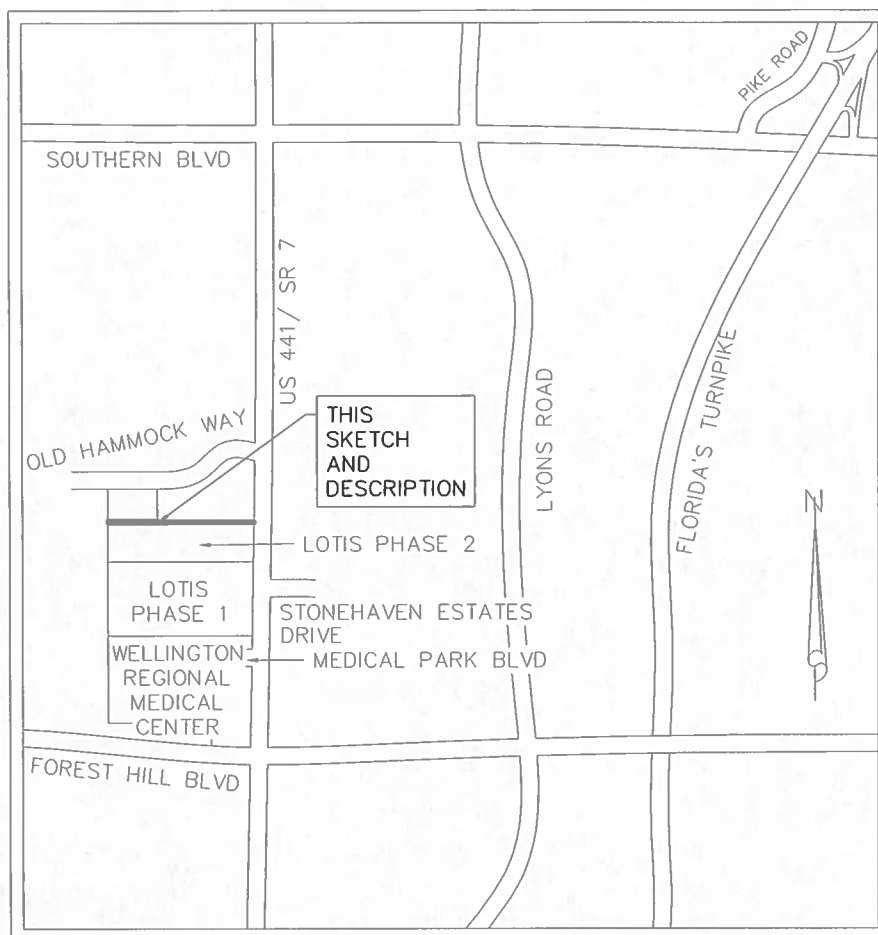 PIKE ROAD
SOUTHERN BLVD
US 441/ SR 7
OLD HAMMOCK WAY
THIS
SKETCH
AND
DESCRIPTION
LYONS ROAD
FLORIDA'S TURNPIKE
N
LOTIS PHASE 2
LOTIS
PHASE 1
STONEHAVEN ESTATES
DRIVE
WELLINGTON
REGIONAL
MEDICAL
CENTER
MEDICAL PARK BLVD
FOREST HILL BLVD